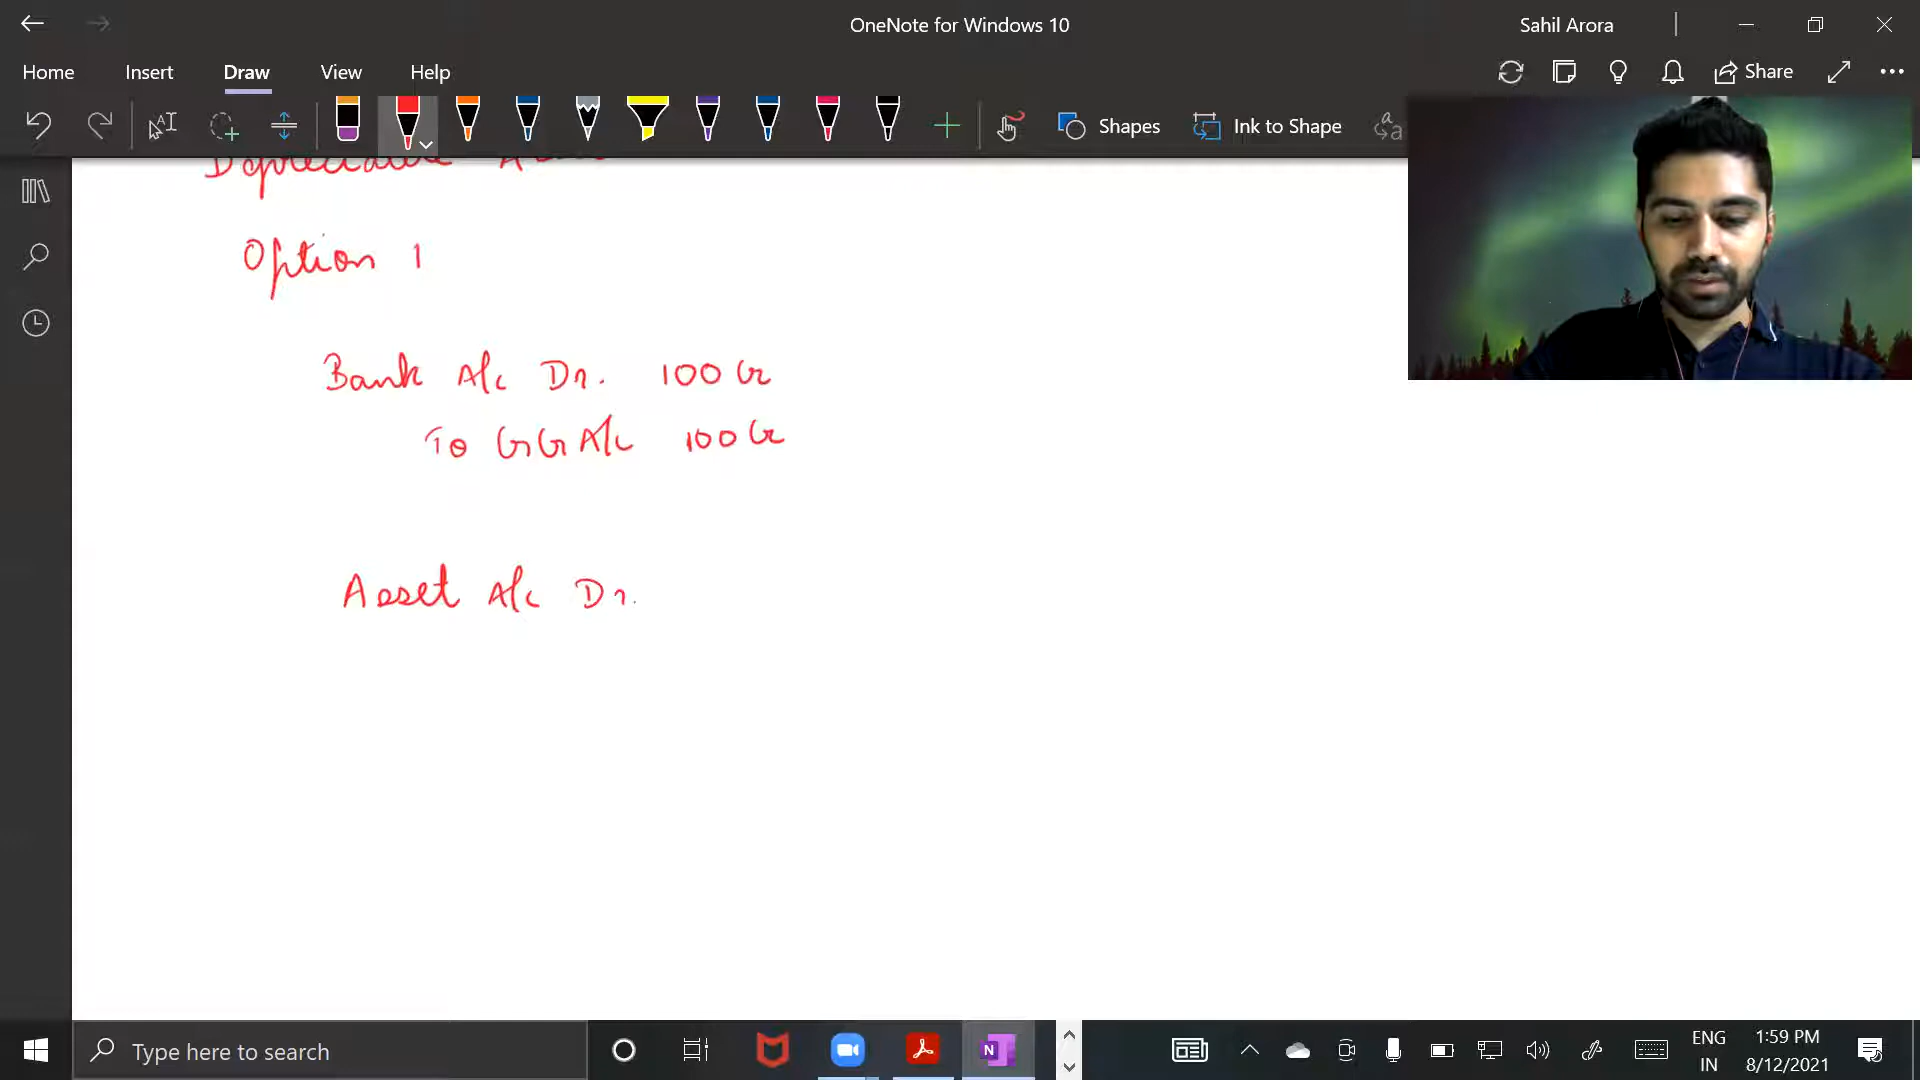 OneNote for Windows 10
Sahil Arora
Home Insert Draw View Help
Share
Shapes Ink to Shape
Depreciable
Option 1
Bank A/c Dr. 100 Cr
To GG A/c 100 Cr
Asset A/c Dr.
Type here to search
ENG
IN
1:59 PM
8/12/2021